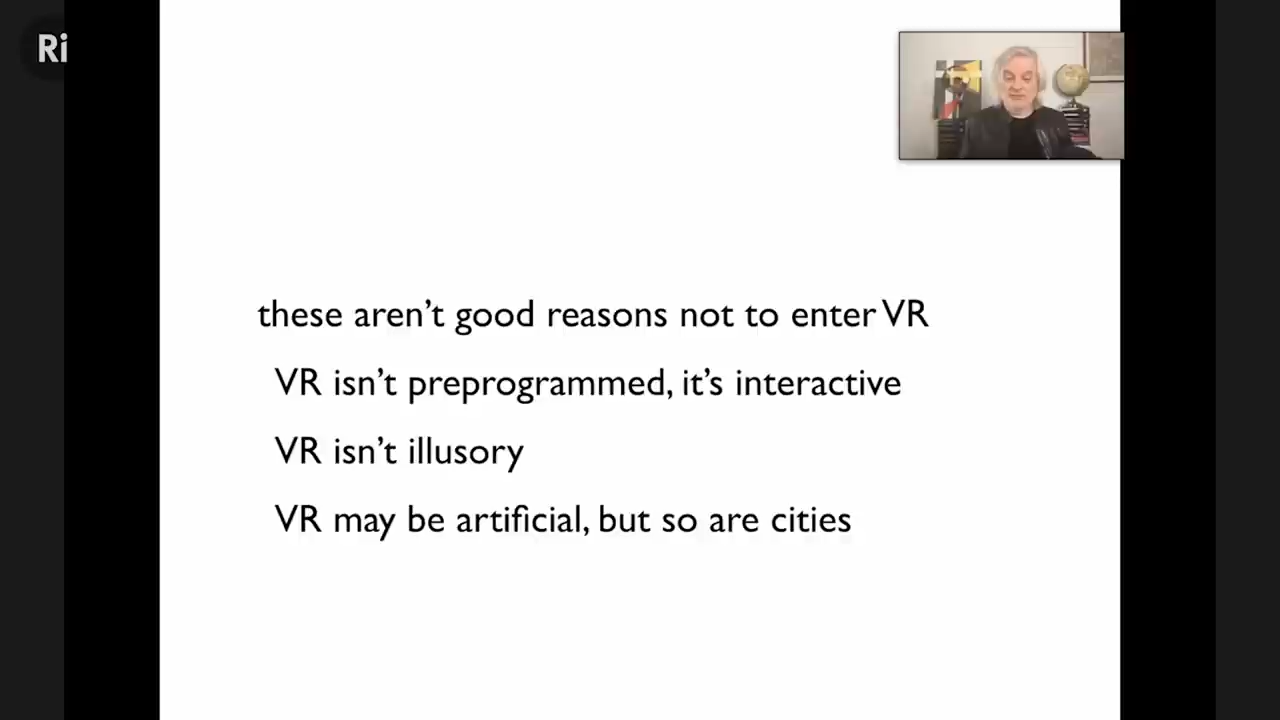 Ri
these aren't good reasons not to enter VR
VR isn't preprogrammed, it's interactive
VR isn't illusory
VR may be artificial, but so are cities